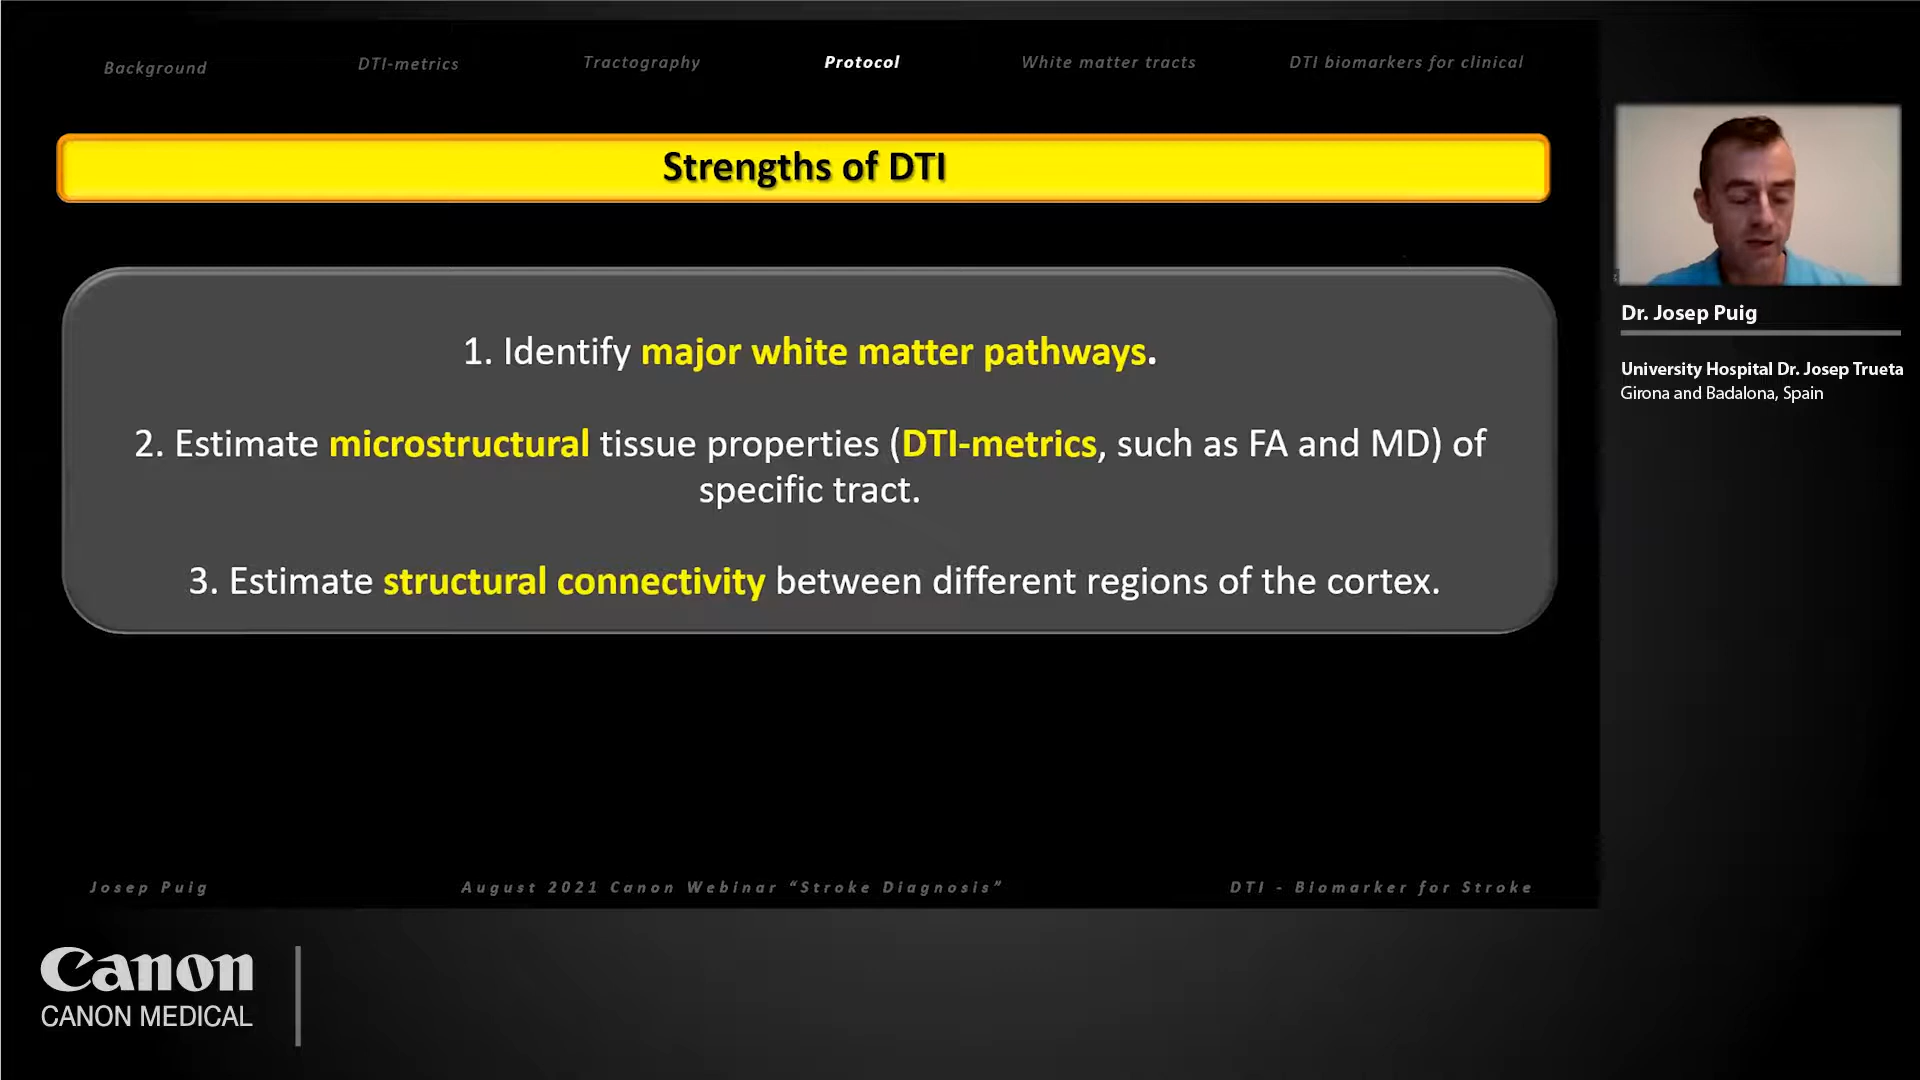 Background DTI-metrics Tractography Protocol White matter tracts DTI biomarkers for clinical
Strengths of DTI
1. Identify major white matter pathways.
2. Estimate microstructural tissue properties (DTI-metrics, such as FA and MD) of
specific tract.
3. Estimate structural connectivity between different regions of the cortex.
Josep Puig August 2021 Canon Webinar “Stroke Diagnosis” DTI - Biomarker for Stroke
Dr. Josep Puig
University Hospital Dr. Josep Trueta
Girona and Badalona, Spain
Canon
CANON MEDICAL